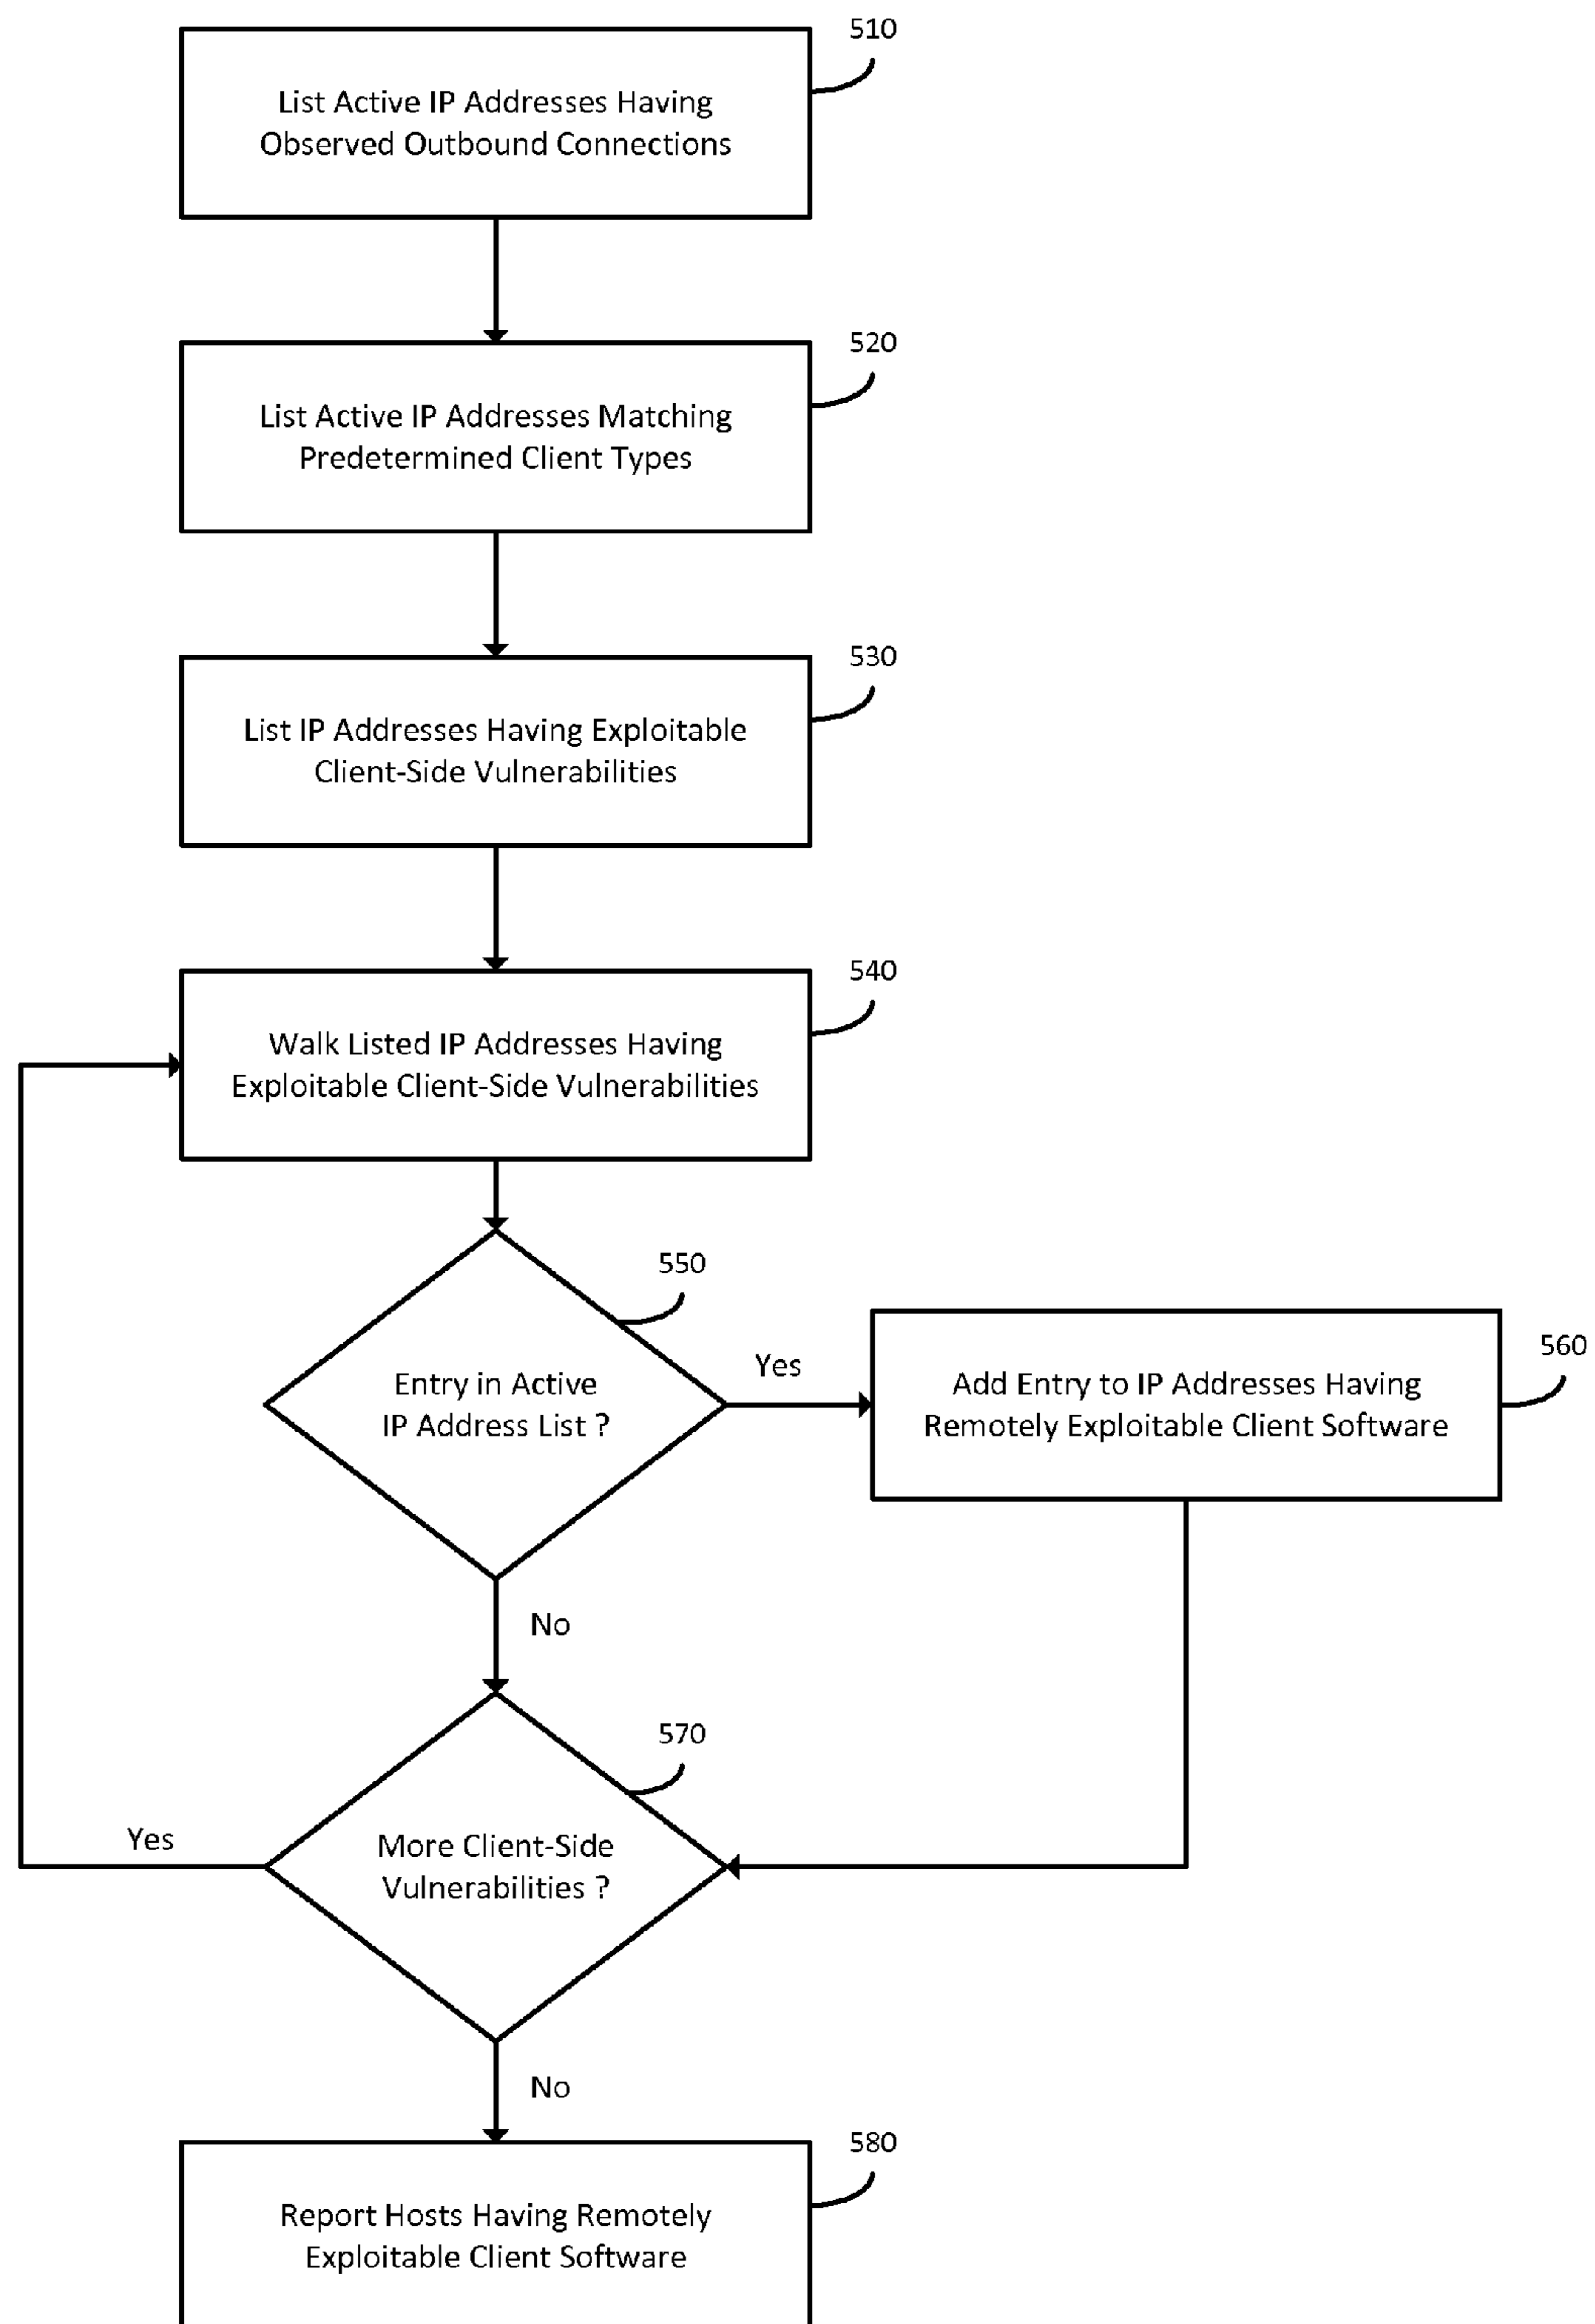 510
List Active IP Addresses Having
Observed Outbound Connections
520
List Active IP Addresses Matching
Predetermined Client Types
530
List IP Addresses Having Exploitable
Client-Side Vulnerabilities
540
Walk Listed IP Addresses Having
Exploitable Client-Side Vulnerabilities
550
Entry in Active
IP Address List ?
Yes
560
Add Entry to IP Addresses Having
Remotely Exploitable Client Software
No
570
More Client-Side
Vulnerabilities ?
Yes
No
580
Report Hosts Having Remotely
Exploitable Client Software